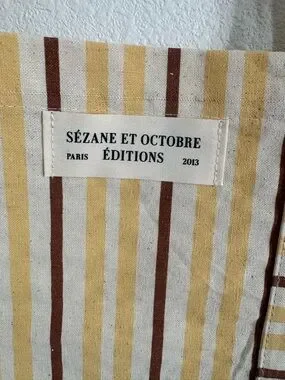 SÉZANE ET OCTOBRE
PARIS ÉDITIONS 2013